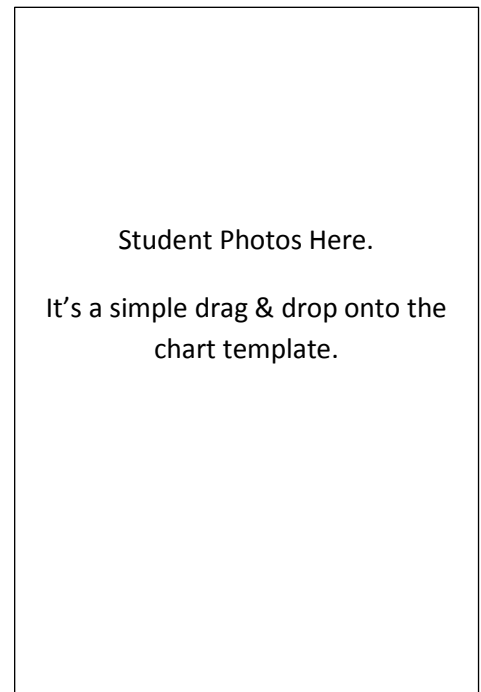 Student Photos Here.
It’s a simple drag & drop onto the
chart template.